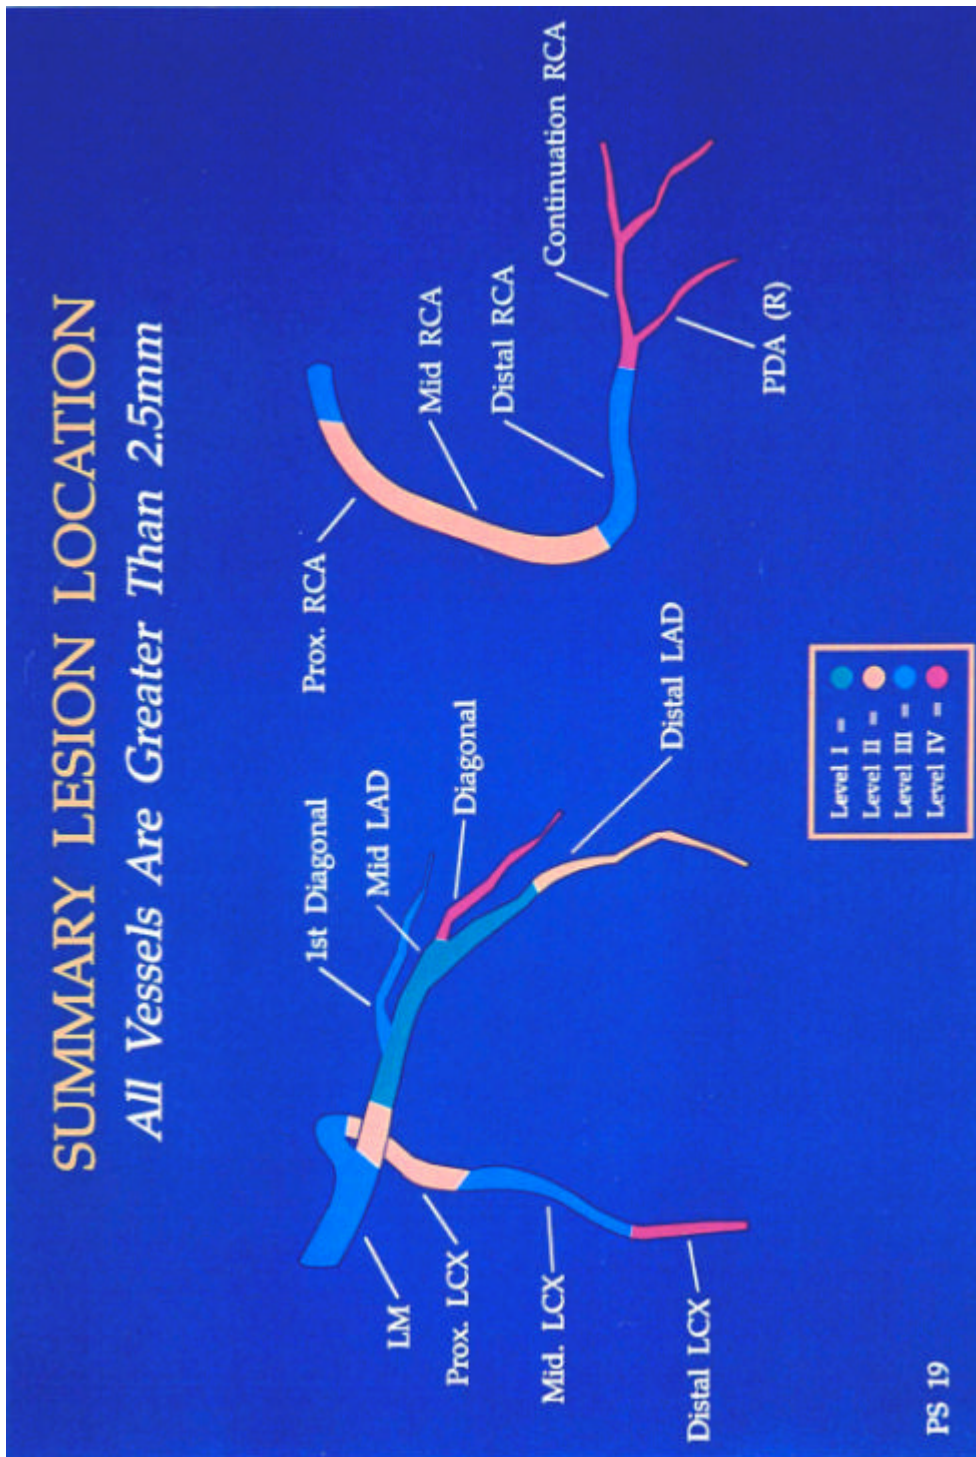 SUMMARY LESION LOCATION
All Vessels Are Greater Than 2.5mm
LM
Prox. LCX
Mid. LCX
Distal LCX
1st Diagonal
Mid LAD
Diagonal
Distal LAD
Prox. RCA
Mid RCA
Distal RCA
Continuation RCA
PDA (R)
Level I =
Level II =
Level III =
Level IV =
PS 19